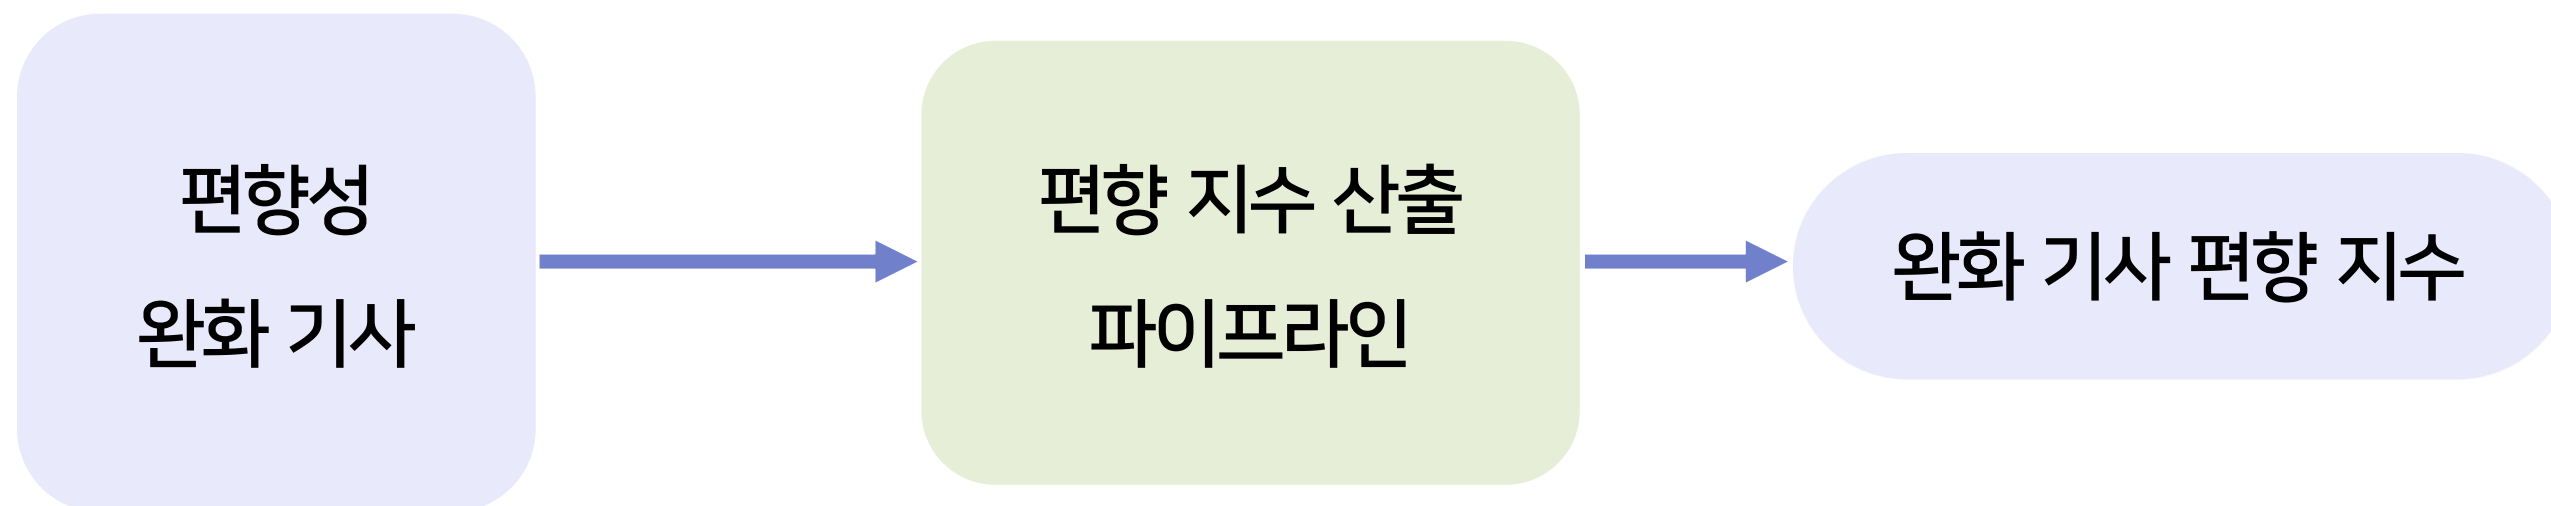 편향성
완화 기사
편향 지수 산출
파이프라인
완화 기사 편향 지수